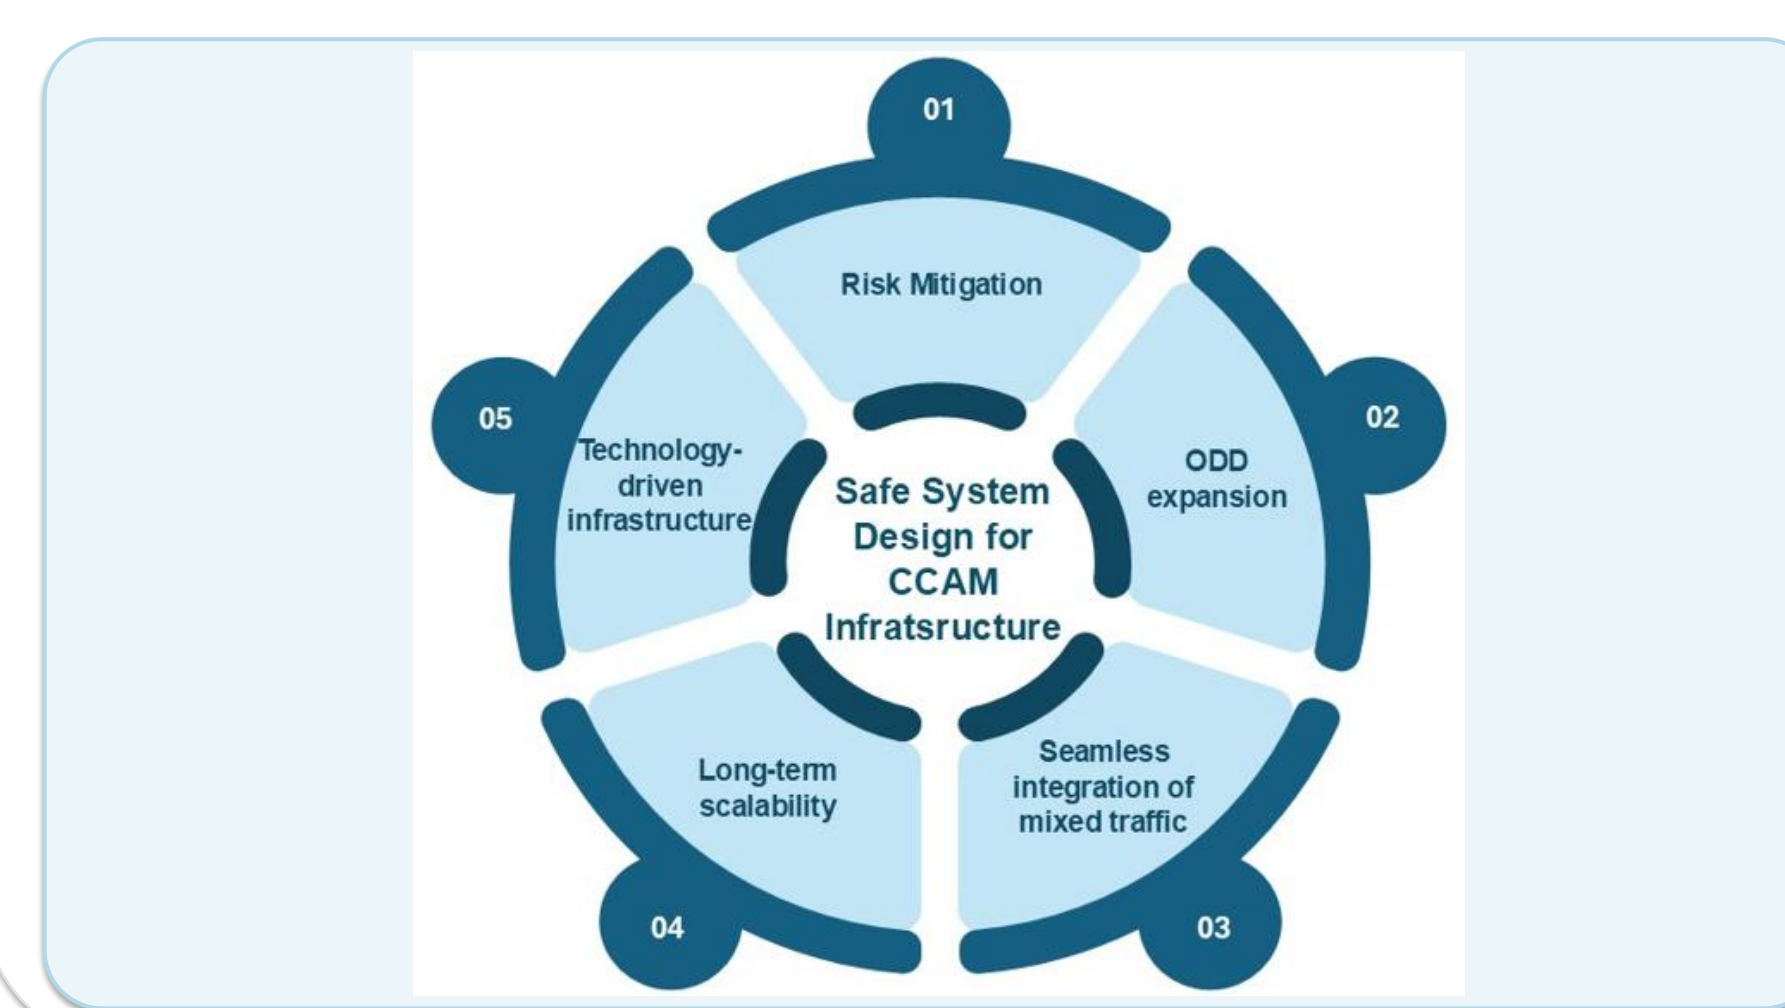 01
Risk Mitigation
02
ODD
expansion
03
Seamless
integration of
mixed traffic
04
Long-term
scalability
05
Technology-
driven
infrastructure
Safe System
Design for
CCAM
Infratsructure